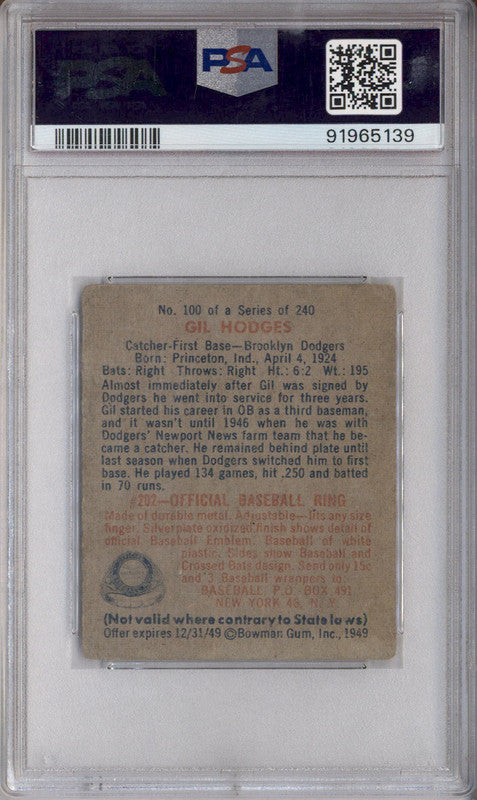 PSA
PSA
91965139
No. 100 of a Series of 240
GIL HODGES
Catcher-First Base—Brooklyn Dodgers
Born: Princeton, Ind., April 4, 1924
Bats: Right Throws: Right Ht.: 6:2 Wt.: 195
Almost immediately after Gil was signed by
Dodgers he went into service for three years.
Gil started his career in OB as a third baseman,
and it wasn't until 1946 when he was with
Dodgers' Newport News farm team that he be-
came a catcher. He remained behind plate until
last season when Dodgers switched him to first
base. He played 134 games, hit .250 and batted
in 70 runs.
#202—OFFICIAL BASEBALL RING
Made of durable metal. Adjustable—fits any size
finger. Silverplate oxidized finish shows detail of
official Baseball Emblem. Baseball of white
plastic. Sides show Baseball and
Crossed Bats design. Send only 15¢
and 3 Baseball wrappers to
BASEBALL, P.O. BOX 491
NEW YORK 46, N. Y.
(Not valid where contrary to State laws)
Offer expires 12/31/49 ©Bowman Gum, Inc., 1949